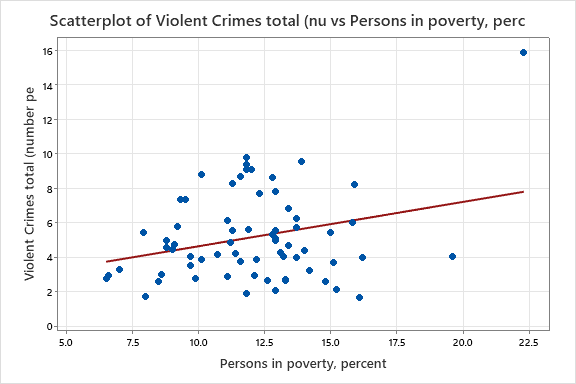 Scatterplot of Violent Crimes total (nu vs Persons in poverty, perc
Violent Crimes total (number pe
16
14
12
10
8
6
4
2
0
5.0 7.5 10.0 12.5 15.0 17.5 20.0 22.5
Persons in poverty, percent